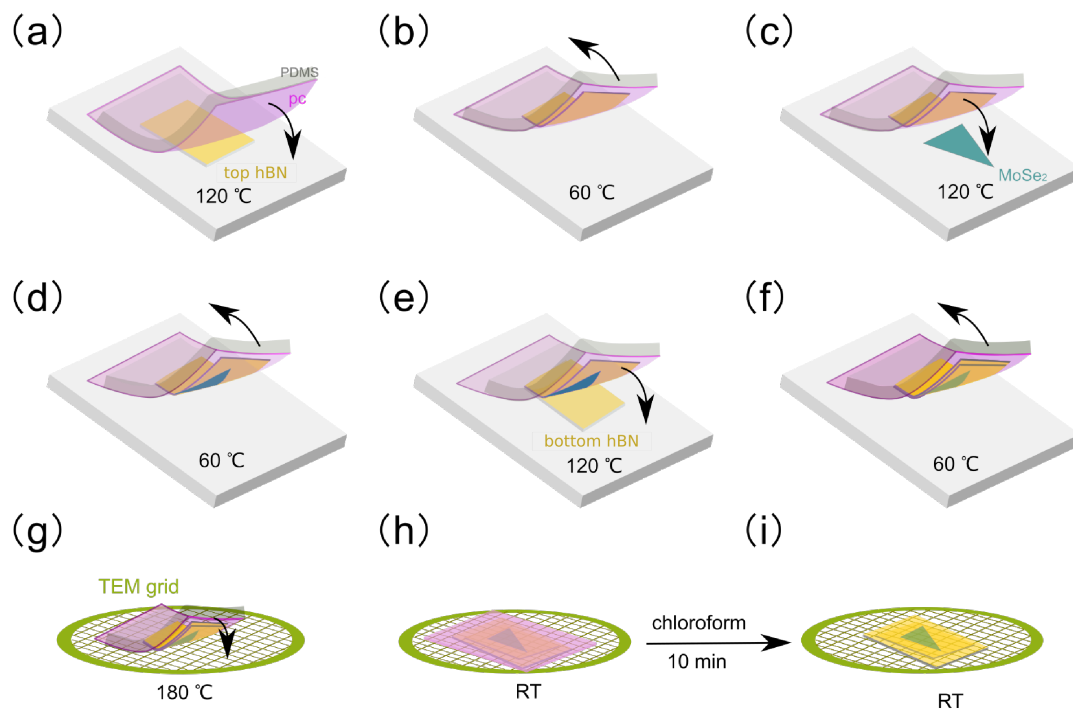 (a)
PDMS
pc
top hBN
120 ℃
(b)
60 ℃
(c)
MoSe₂
120 ℃
(d)
60 ℃
(e)
bottom hBN
120 ℃
(f)
60 ℃
(g)
TEM grid
180 ℃
(h)
RT
chloroform
10 min
(i)
RT